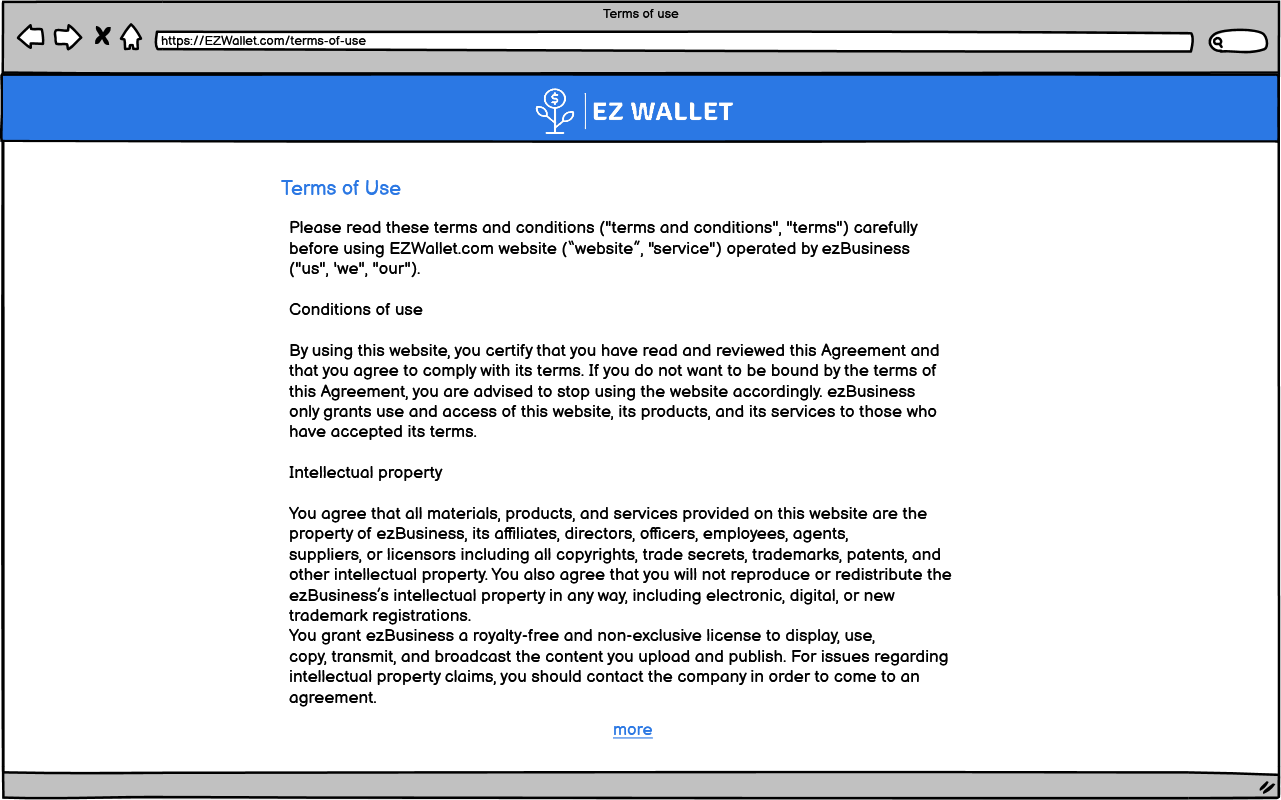 Terms of use
https://EZWallet.com/terms-of-use
EZ WALLET
Terms of Use
Please read these terms and conditions ("terms and conditions", "terms") carefully
before using EZWallet.com website (“website”, "service") operated by ezBusiness
("us", 'we", "our").
Conditions of use
By using this website, you certify that you have read and reviewed this Agreement and
that you agree to comply with its terms. If you do not want to be bound by the terms of
this Agreement, you are advised to stop using the website accordingly. ezBusiness
only grants use and access of this website, its products, and its services to those who
have accepted its terms.
Intellectual property
You agree that all materials, products, and services provided on this website are the
property of ezBusiness, its affiliates, directors, officers, employees, agents,
suppliers, or licensors including all copyrights, trade secrets, trademarks, patents, and
other intellectual property. You also agree that you will not reproduce or redistribute the
ezBusiness’s intellectual property in any way, including electronic, digital, or new
trademark registrations.
You grant ezBusiness a royalty-free and non-exclusive license to display, use,
copy, transmit, and broadcast the content you upload and publish. For issues regarding
intellectual property claims, you should contact the company in order to come to an
agreement.
more